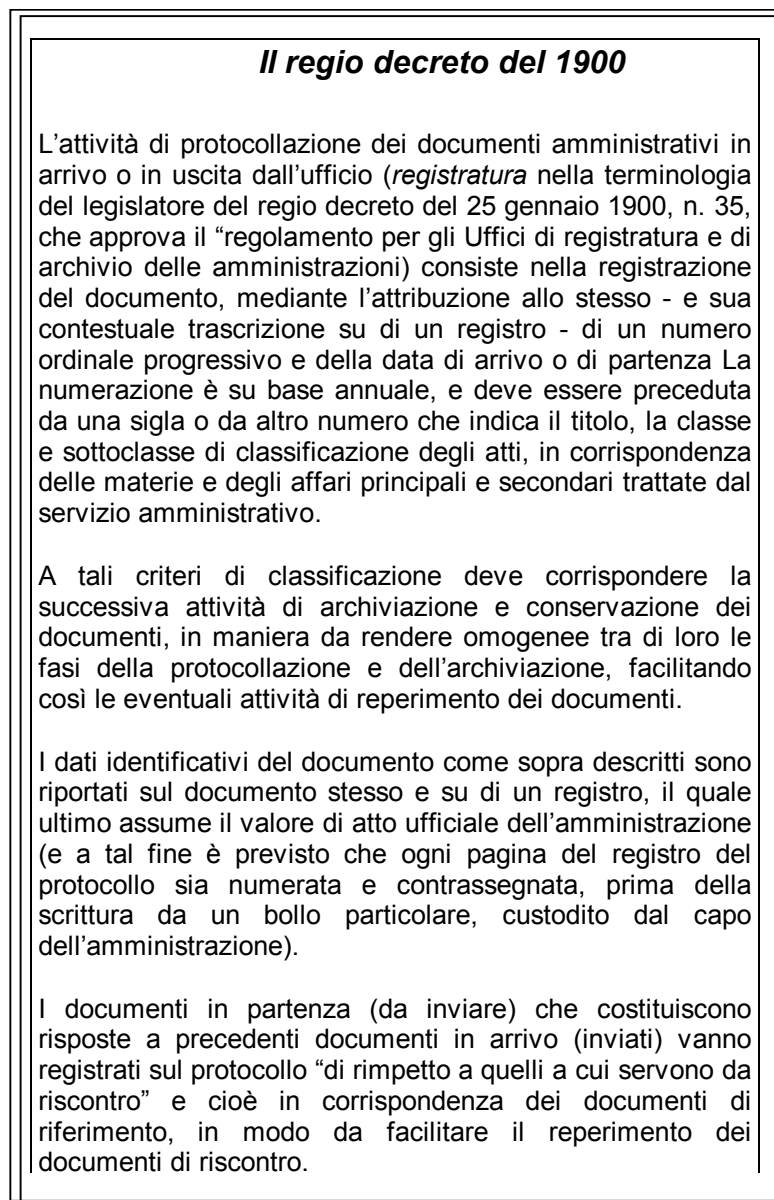 Il regio decreto del 1900
L’attività di protocollazione dei documenti amministrativi in
arrivo o in uscita dall’ufficio (registratura nella terminologia
del legislatore del regio decreto del 25 gennaio 1900, n. 35,
che approva il “regolamento per gli Uffici di registratura e di
archivio delle amministrazioni) consiste nella registrazione
del documento, mediante l’attribuzione allo stesso - e sua
contestuale trascrizione su di un registro - di un numero
ordinale progressivo e della data di arrivo o di partenza La
numerazione è su base annuale, e deve essere preceduta
da una sigla o da altro numero che indica il titolo, la classe
e sottoclasse di classificazione degli atti, in corrispondenza
delle materie e degli affari principali e secondari trattate dal
servizio amministrativo.
A tali criteri di classificazione deve corrispondere la
successiva attività di archiviazione e conservazione dei
documenti, in maniera da rendere omogenee tra di loro le
fasi della protocollazione e dell’archiviazione, facilitando
così le eventuali attività di reperimento dei documenti.
I dati identificativi del documento come sopra descritti sono
riportati sul documento stesso e su di un registro, il quale
ultimo assume il valore di atto ufficiale dell’amministrazione
(e a tal fine è previsto che ogni pagina del registro del
protocollo sia numerata e contrassegnata, prima della
scrittura da un bollo particolare, custodito dal capo
dell’amministrazione).
I documenti in partenza (da inviare) che costituiscono
risposte a precedenti documenti in arrivo (inviati) vanno
registrati sul protocollo “di rimpetto a quelli a cui servono da
riscontro” e cioè in corrispondenza dei documenti di
riferimento, in modo da facilitare il reperimento dei
documenti di riscontro.